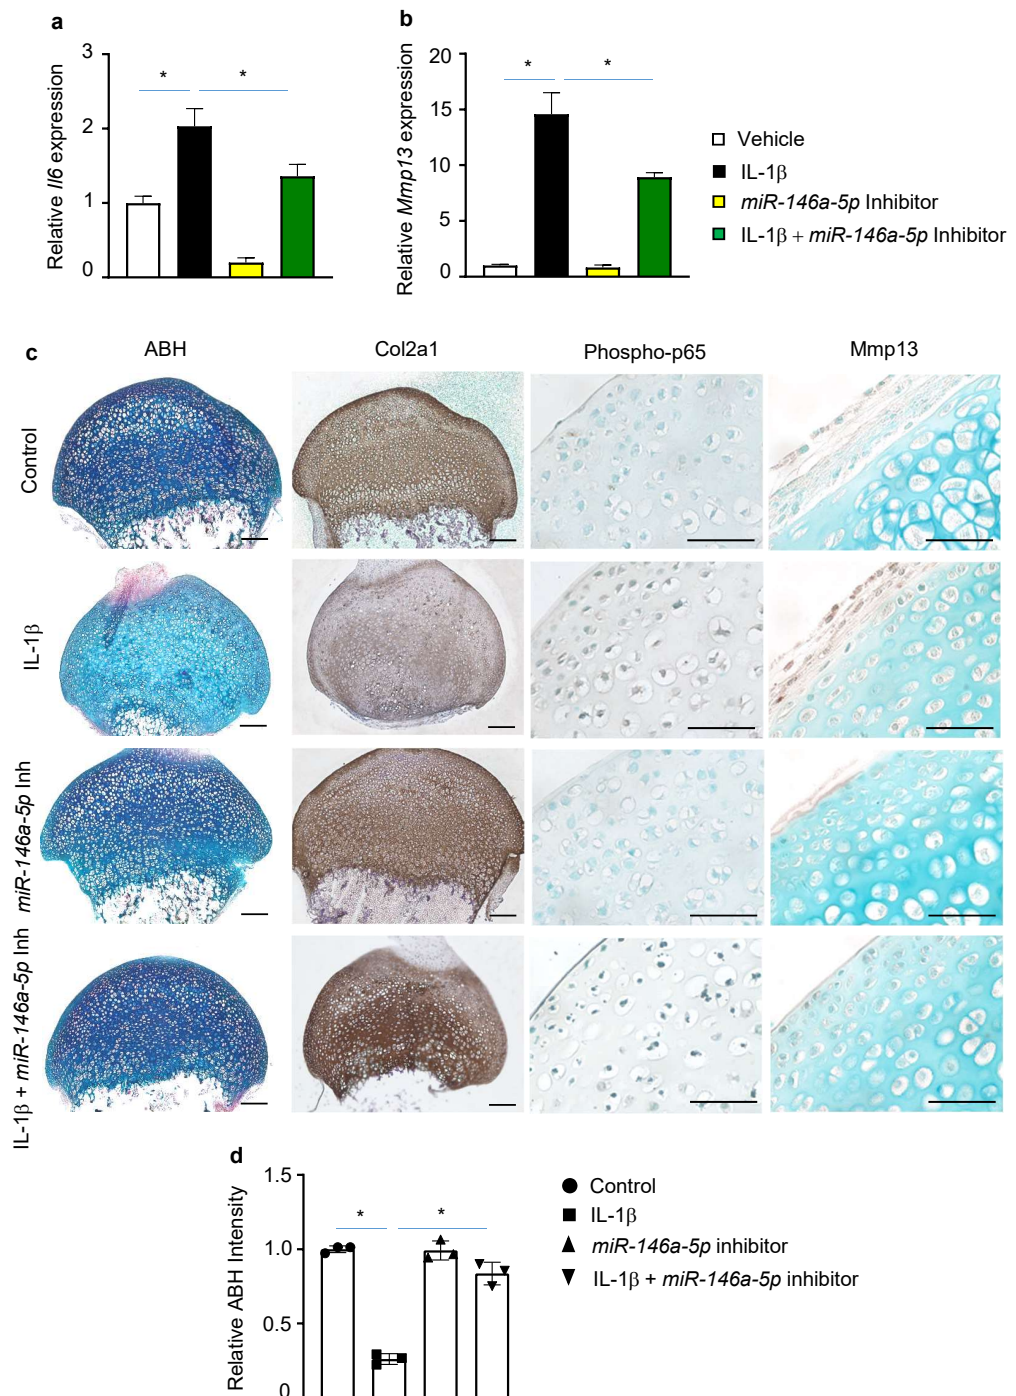 a
Relative Il6 expression
3
2
1
0
*
*
b
Relative Mmp13 expression
20
15
10
5
0
*
*
Vehicle
IL-1β
miR-146a-5p Inhibitor
IL-1β + miR-146a-5p Inhibitor
c
ABH
Col2a1
Phospho-p65
Mmp13
Control
IL-1β
miR-146a-5p Inh
IL-1β + miR-146a-5p Inh
d
Relative ABH Intensity
1.5
1.0
0.5
0
*
*
Control
IL-1β
miR-146a-5p inhibitor
IL-1β + miR-146a-5p inhibitor